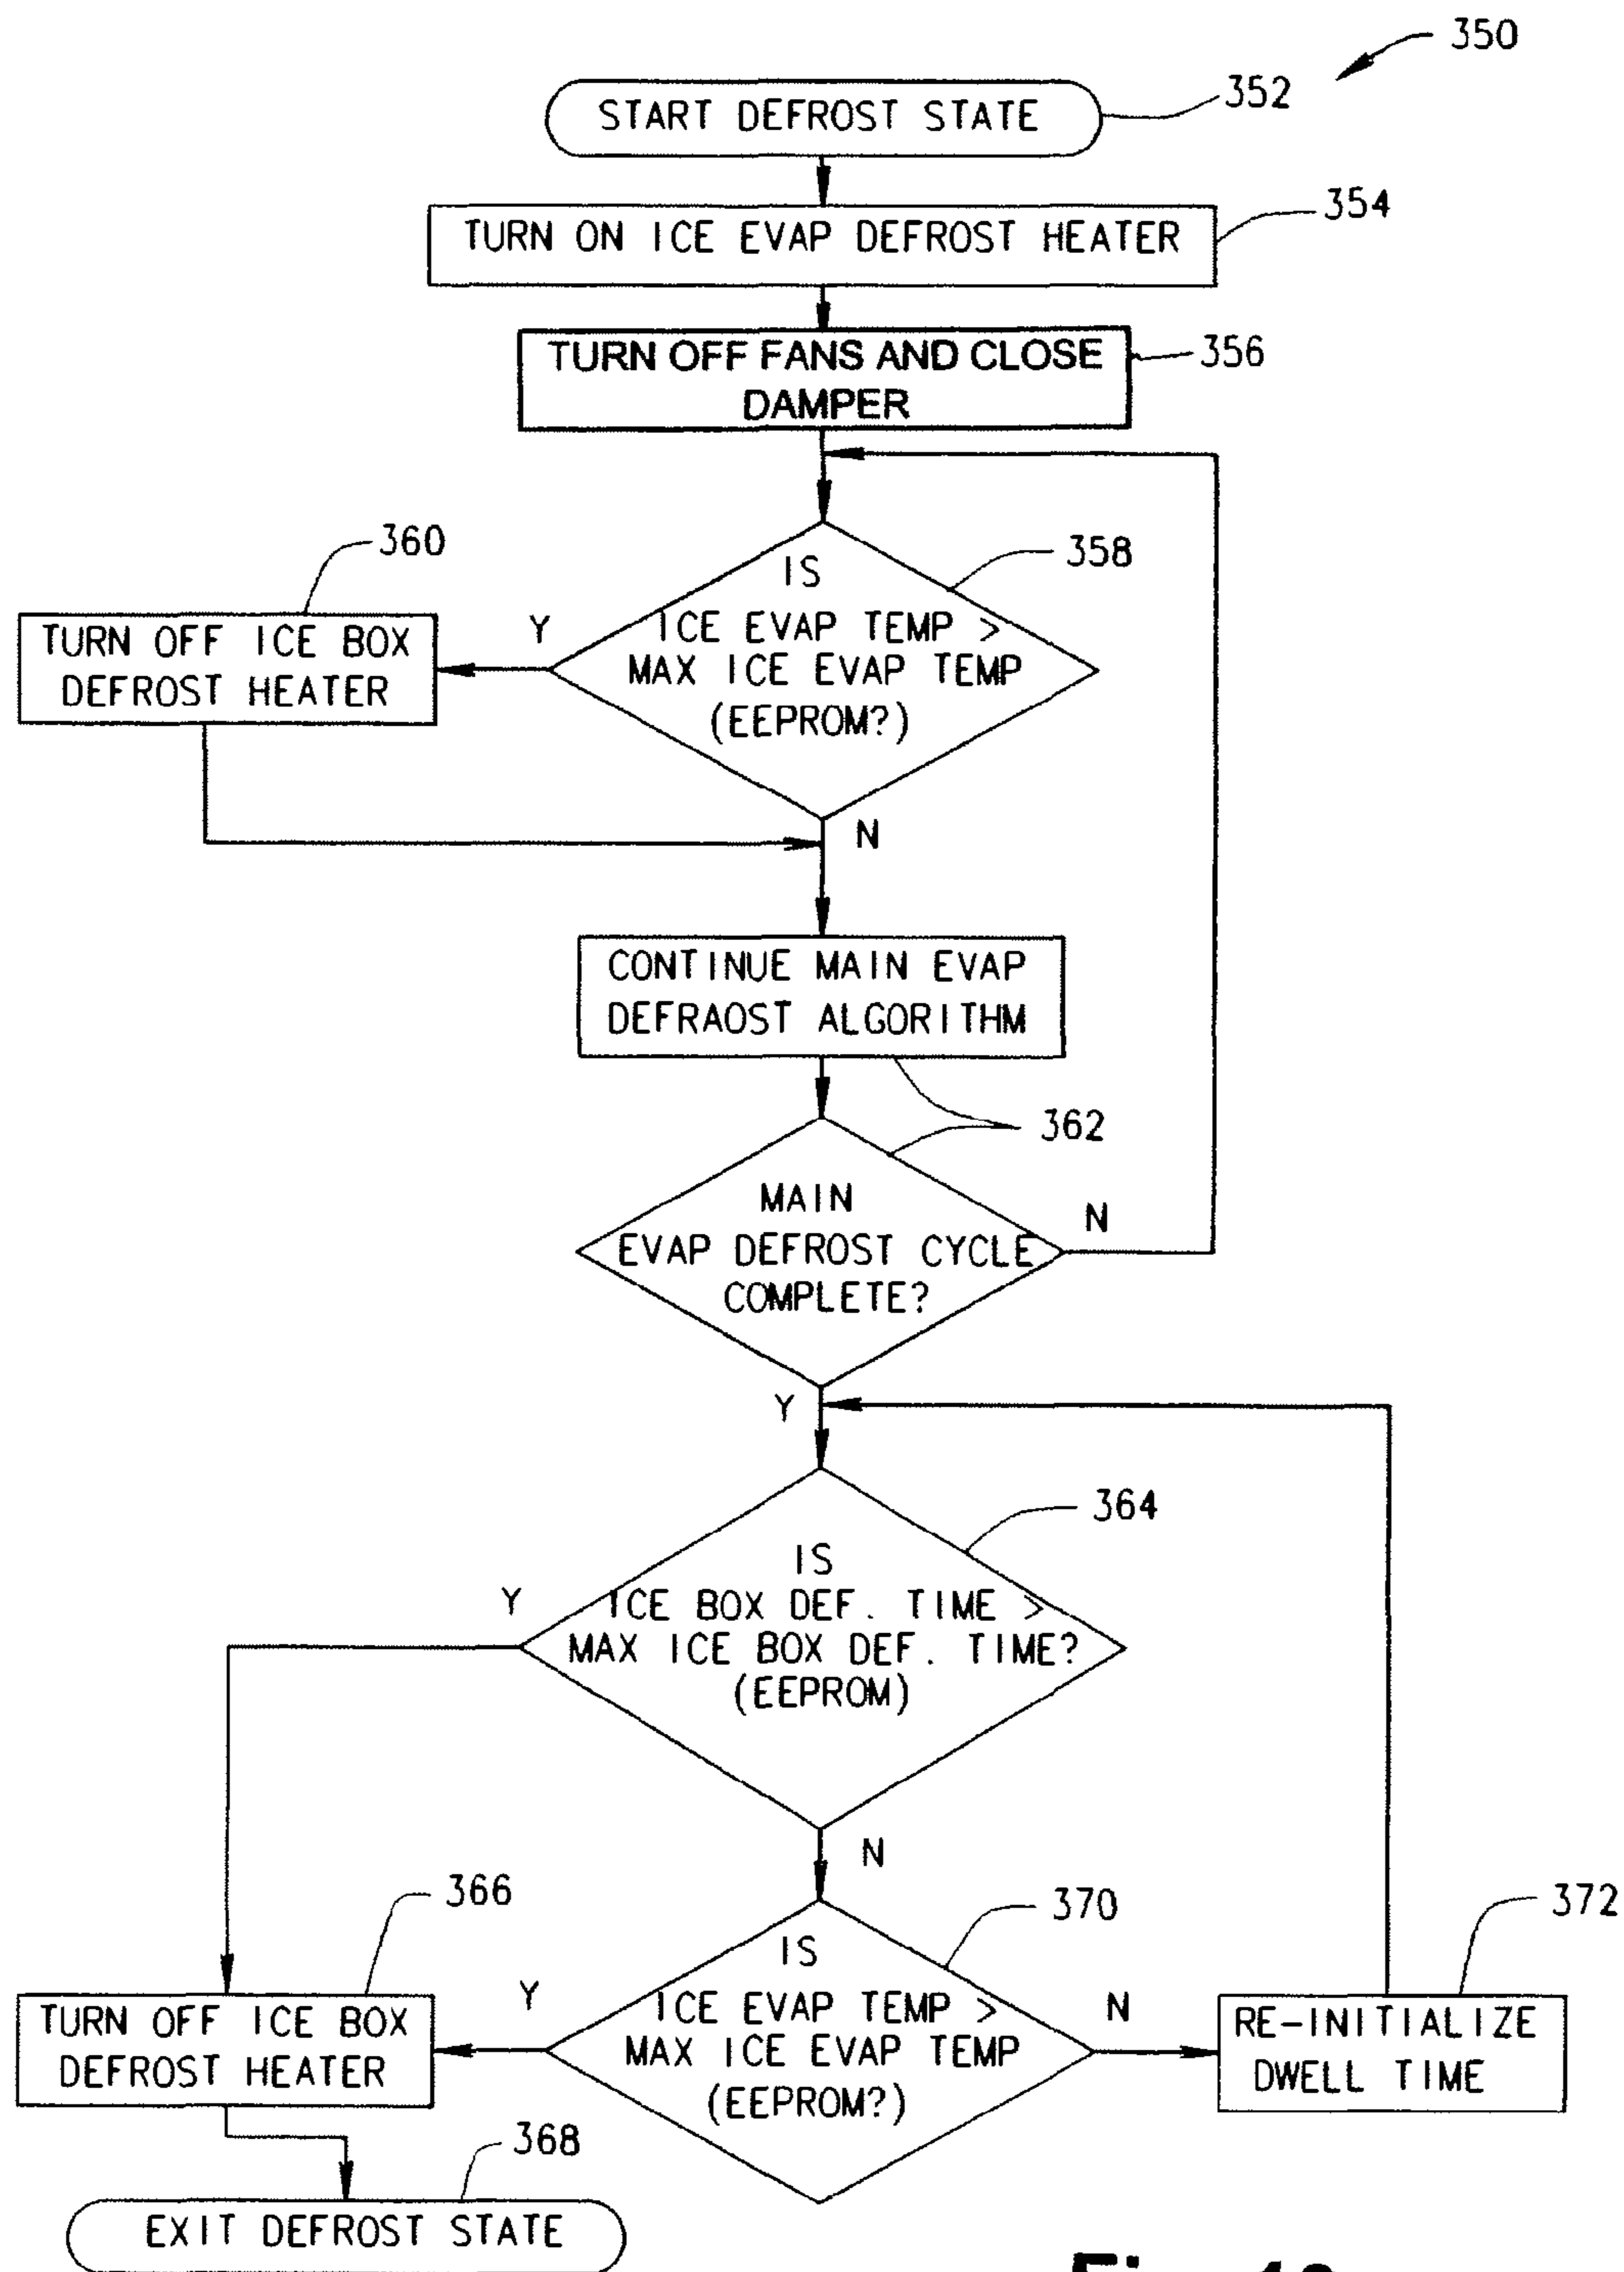 350
START DEFROST STATE
352
TURN ON ICE EVAP DEFROST HEATER
354
TURN OFF FANS AND CLOSE
DAMPER
356
IS
ICE EVAP TEMP >
MAX ICE EVAP TEMP
(EEPROM?)
358
Y
360
TURN OFF ICE BOX
DEFROST HEATER
N
CONTINUE MAIN EVAP
DEFRAOST ALGORITHM
362
MAIN
EVAP DEFROST CYCLE
COMPLETE?
N
Y
364
IS
ICE BOX DEF. TIME >
MAX ICE BOX DEF. TIME?
(EEPROM)
Y
N
366
TURN OFF ICE BOX
DEFROST HEATER
Y
370
IS
ICE EVAP TEMP >
MAX ICE EVAP TEMP
(EEPROM?)
N
372
RE-INITIALIZE
DWELL TIME
368
EXIT DEFROST STATE